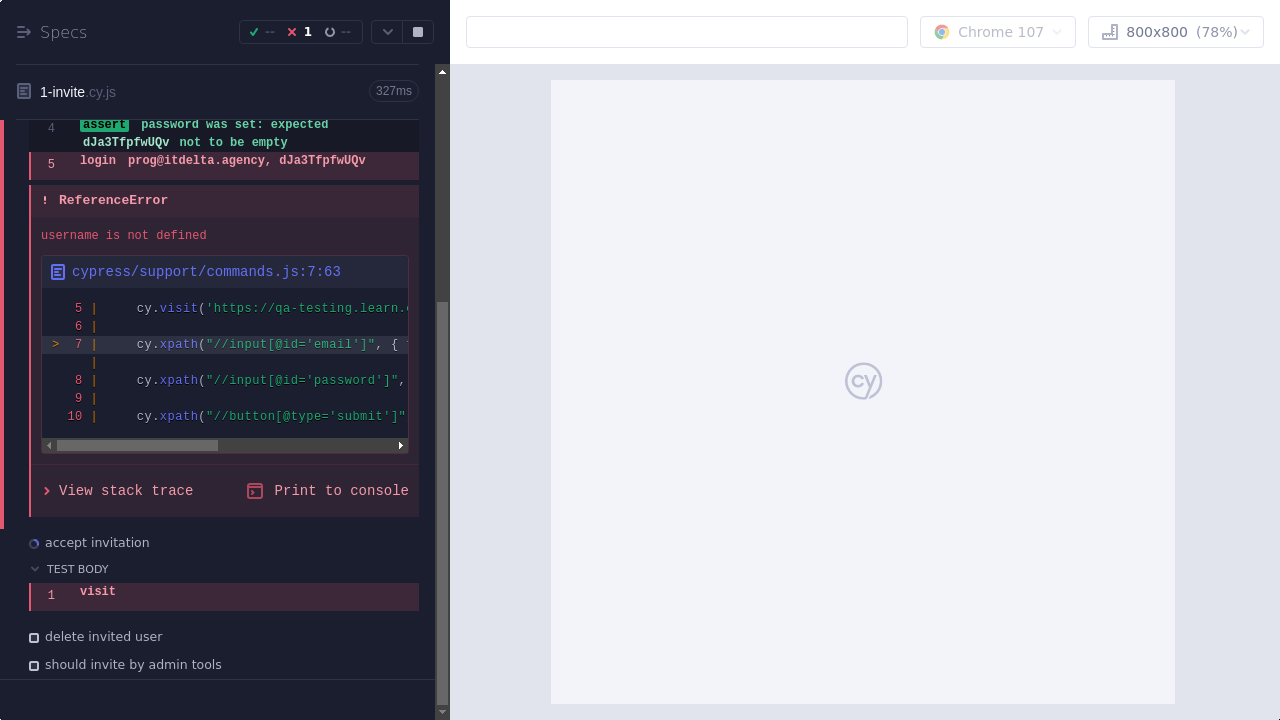 Specs
-- 1 --
Chrome 107
800x800 (78%)
1-invite.cy.js
327ms
4 assert password was set: expected
dJa3TfpfwUQv not to be empty
5 login prog@itdelta.agency, dJa3TfpfwUQv
! ReferenceError
username is not defined
cypress/support/commands.js:7:63
5 | cy.visit('https://qa-testing.learn.
6 |
> 7 | cy.xpath("//input[@id='email']", {
|
8 | cy.xpath("//input[@id='password']",
9 |
10 | cy.xpath("//button[@type='submit']"
View stack trace
Print to console
accept invitation
TEST BODY
1 visit
delete invited user
should invite by admin tools
cy